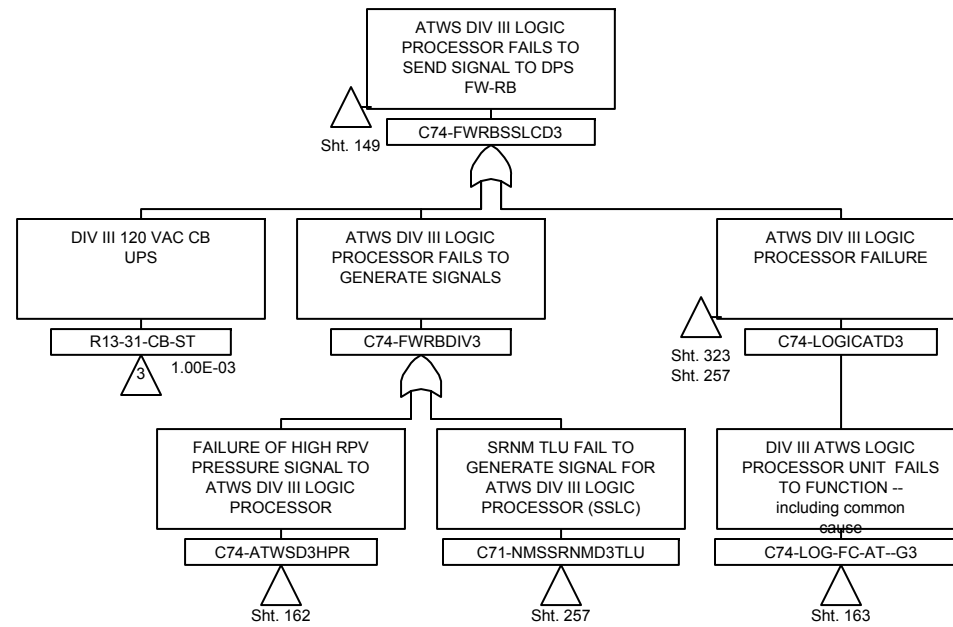 ATWS DIV III LOGIC
PROCESSOR FAILS TO
SEND SIGNAL TO DPS
FW-RB
Sht. 149
C74-FWRBSSLCD3
DIV III 120 VAC CB
UPS
R13-31-CB-ST
3
1.00E-03
ATWS DIV III LOGIC
PROCESSOR FAILS TO
GENERATE SIGNALS
C74-FWRBDIV3
ATWS DIV III LOGIC
PROCESSOR FAILURE
C74-LOGICATD3
Sht. 323
Sht. 257
FAILURE OF HIGH RPV
PRESSURE SIGNAL TO
ATWS DIV III LOGIC
PROCESSOR
C74-ATWSD3HPR
Sht. 162
SRNM TLU FAIL TO
GENERATE SIGNAL FOR
ATWS DIV III LOGIC
PROCESSOR (SSLC)
C71-NMSSRNMD3TLU
Sht. 257
DIV III ATWS LOGIC
PROCESSOR UNIT FAILS
TO FUNCTION --
including common
cause
C74-LOG-FC-AT--G3
Sht. 163